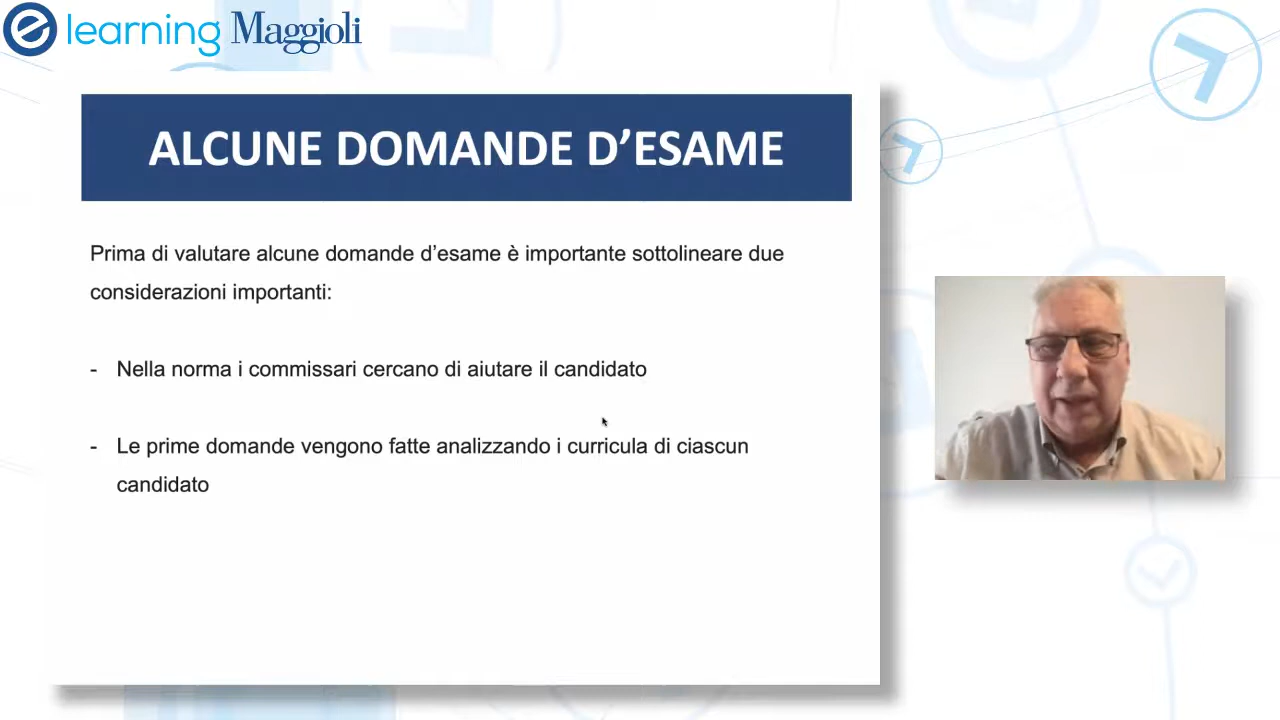 e learning Maggioli
ALCUNE DOMANDE D’ESAME
Prima di valutare alcune domande d’esame è importante sottolineare due
considerazioni importanti:
- Nella norma i commissari cercano di aiutare il candidato
- Le prime domande vengono fatte analizzando i curricula di ciascun
candidato